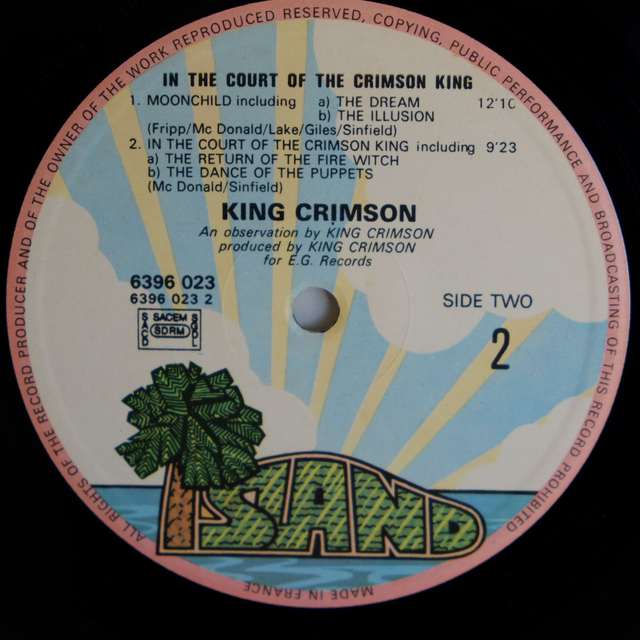 ALL RIGHTS OF THE RECORD PRODUCER AND OF THE OWNER OF THE WORK REPRODUCED RESERVED, COPYING, PUBLIC PERFORMANCE AND BROADCASTING OF THIS RECORD PROHIBITED
IN THE COURT OF THE CRIMSON KING
1. MOONCHILD including a) THE DREAM 12'10
b) THE ILLUSION
(Fripp/Mc Donald/Lake/Giles/Sinfield)
2. IN THE COURT OF THE CRIMSON KING including 9'23
a) THE RETURN OF THE FIRE WITCH
b) THE DANCE OF THE PUPPETS
(Mc Donald/Sinfield)
KING CRIMSON
An observation by KING CRIMSON
produced by KING CRIMSON
for E.G. Records
6396 023
6396 023 2
SACEM
SACD
SDRM
SGDL
SIDE TWO
2
ISLAND
MADE IN FRANCE